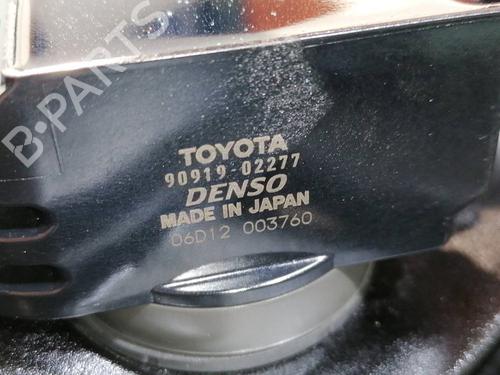 B-PARTS
TOYOTA
90919-02277
DENSO
MADE IN JAPAN
06D12 003760